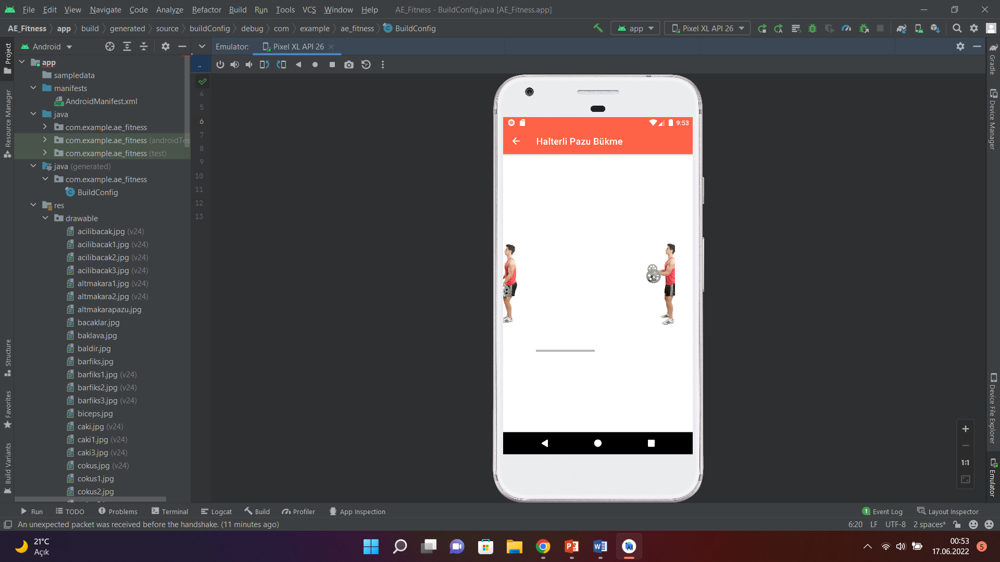 File Edit View Navigate Code Analyze Refactor Build Run Tools VCS Window Help AE_Fitness - BuildConfig.java [AE_Fitness.app]
AE_Fitness app build generated source buildConfig debug com example ae_fitness BuildConfig app Pixel XL API 26
Android Emulator: Pixel XL API 26
Project
Resource Manager
Structure
Favorites
Build Variants
app
sampledata
manifests
AndroidManifest.xml
java
com.example.ae_fitness
com.example.ae_fitness (androidTes
com.example.ae_fitness (test)
java (generated)
com.example.ae_fitness
BuildConfig
res
drawable
acilibacak.jpg (v24)
acilibacak1.jpg (v24)
acilibacak2.jpg (v24)
acilibacak3.jpg (v24)
altmakara1.jpg (v24)
altmakara2.jpg (v24)
altmakarapazu.jpg
bacaklar.jpg
baklava.jpg
baldir.jpg
barfiks.jpg
barfiks1.jpg (v24)
barfiks2.jpg (v24)
barfiks3.jpg (v24)
biceps.jpg
caki.jpg (v24)
caki1.jpg (v24)
caki3.jpg (v24)
cokus.jpg (v24)
cokus1.jpg
cokus2.jpg
..
4
5
6
7
8
9
10
11
12
13
9:53
Halterli Pazu Bükme
1:1
Gradle
Device Manager
Device File Explorer
Emulator
Run TODO Problems Terminal Logcat Build Profiler App Inspection 1 Event Log Layout Inspector
An unexpected packet was received before the handshake. (11 minutes ago) 6:20 LF UTF-8 2 spaces*
21°C
Açık
00:53
17.06.2022
5